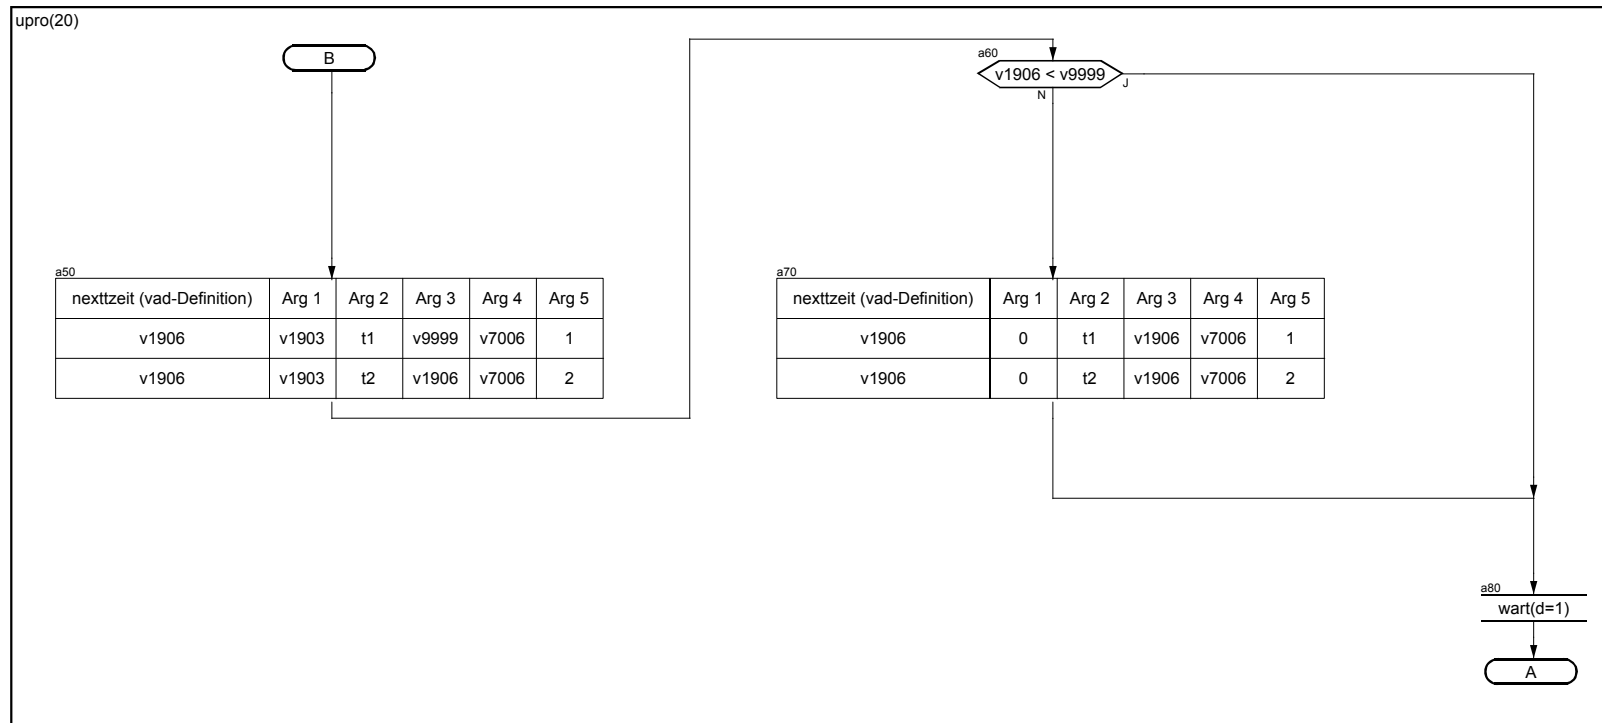 upro(20)
B
a50
nexttzeit (vad-Definition) Arg 1 Arg 2 Arg 3 Arg 4 Arg 5
v1906 v1903 t1 v9999 v7006 1
v1906 v1903 t2 v1906 v7006 2
a60
v1906 < v9999
J
N
a70
nexttzeit (vad-Definition) Arg 1 Arg 2 Arg 3 Arg 4 Arg 5
v1906 0 t1 v1906 v7006 1
v1906 0 t2 v1906 v7006 2
a80
wart(d=1)
A